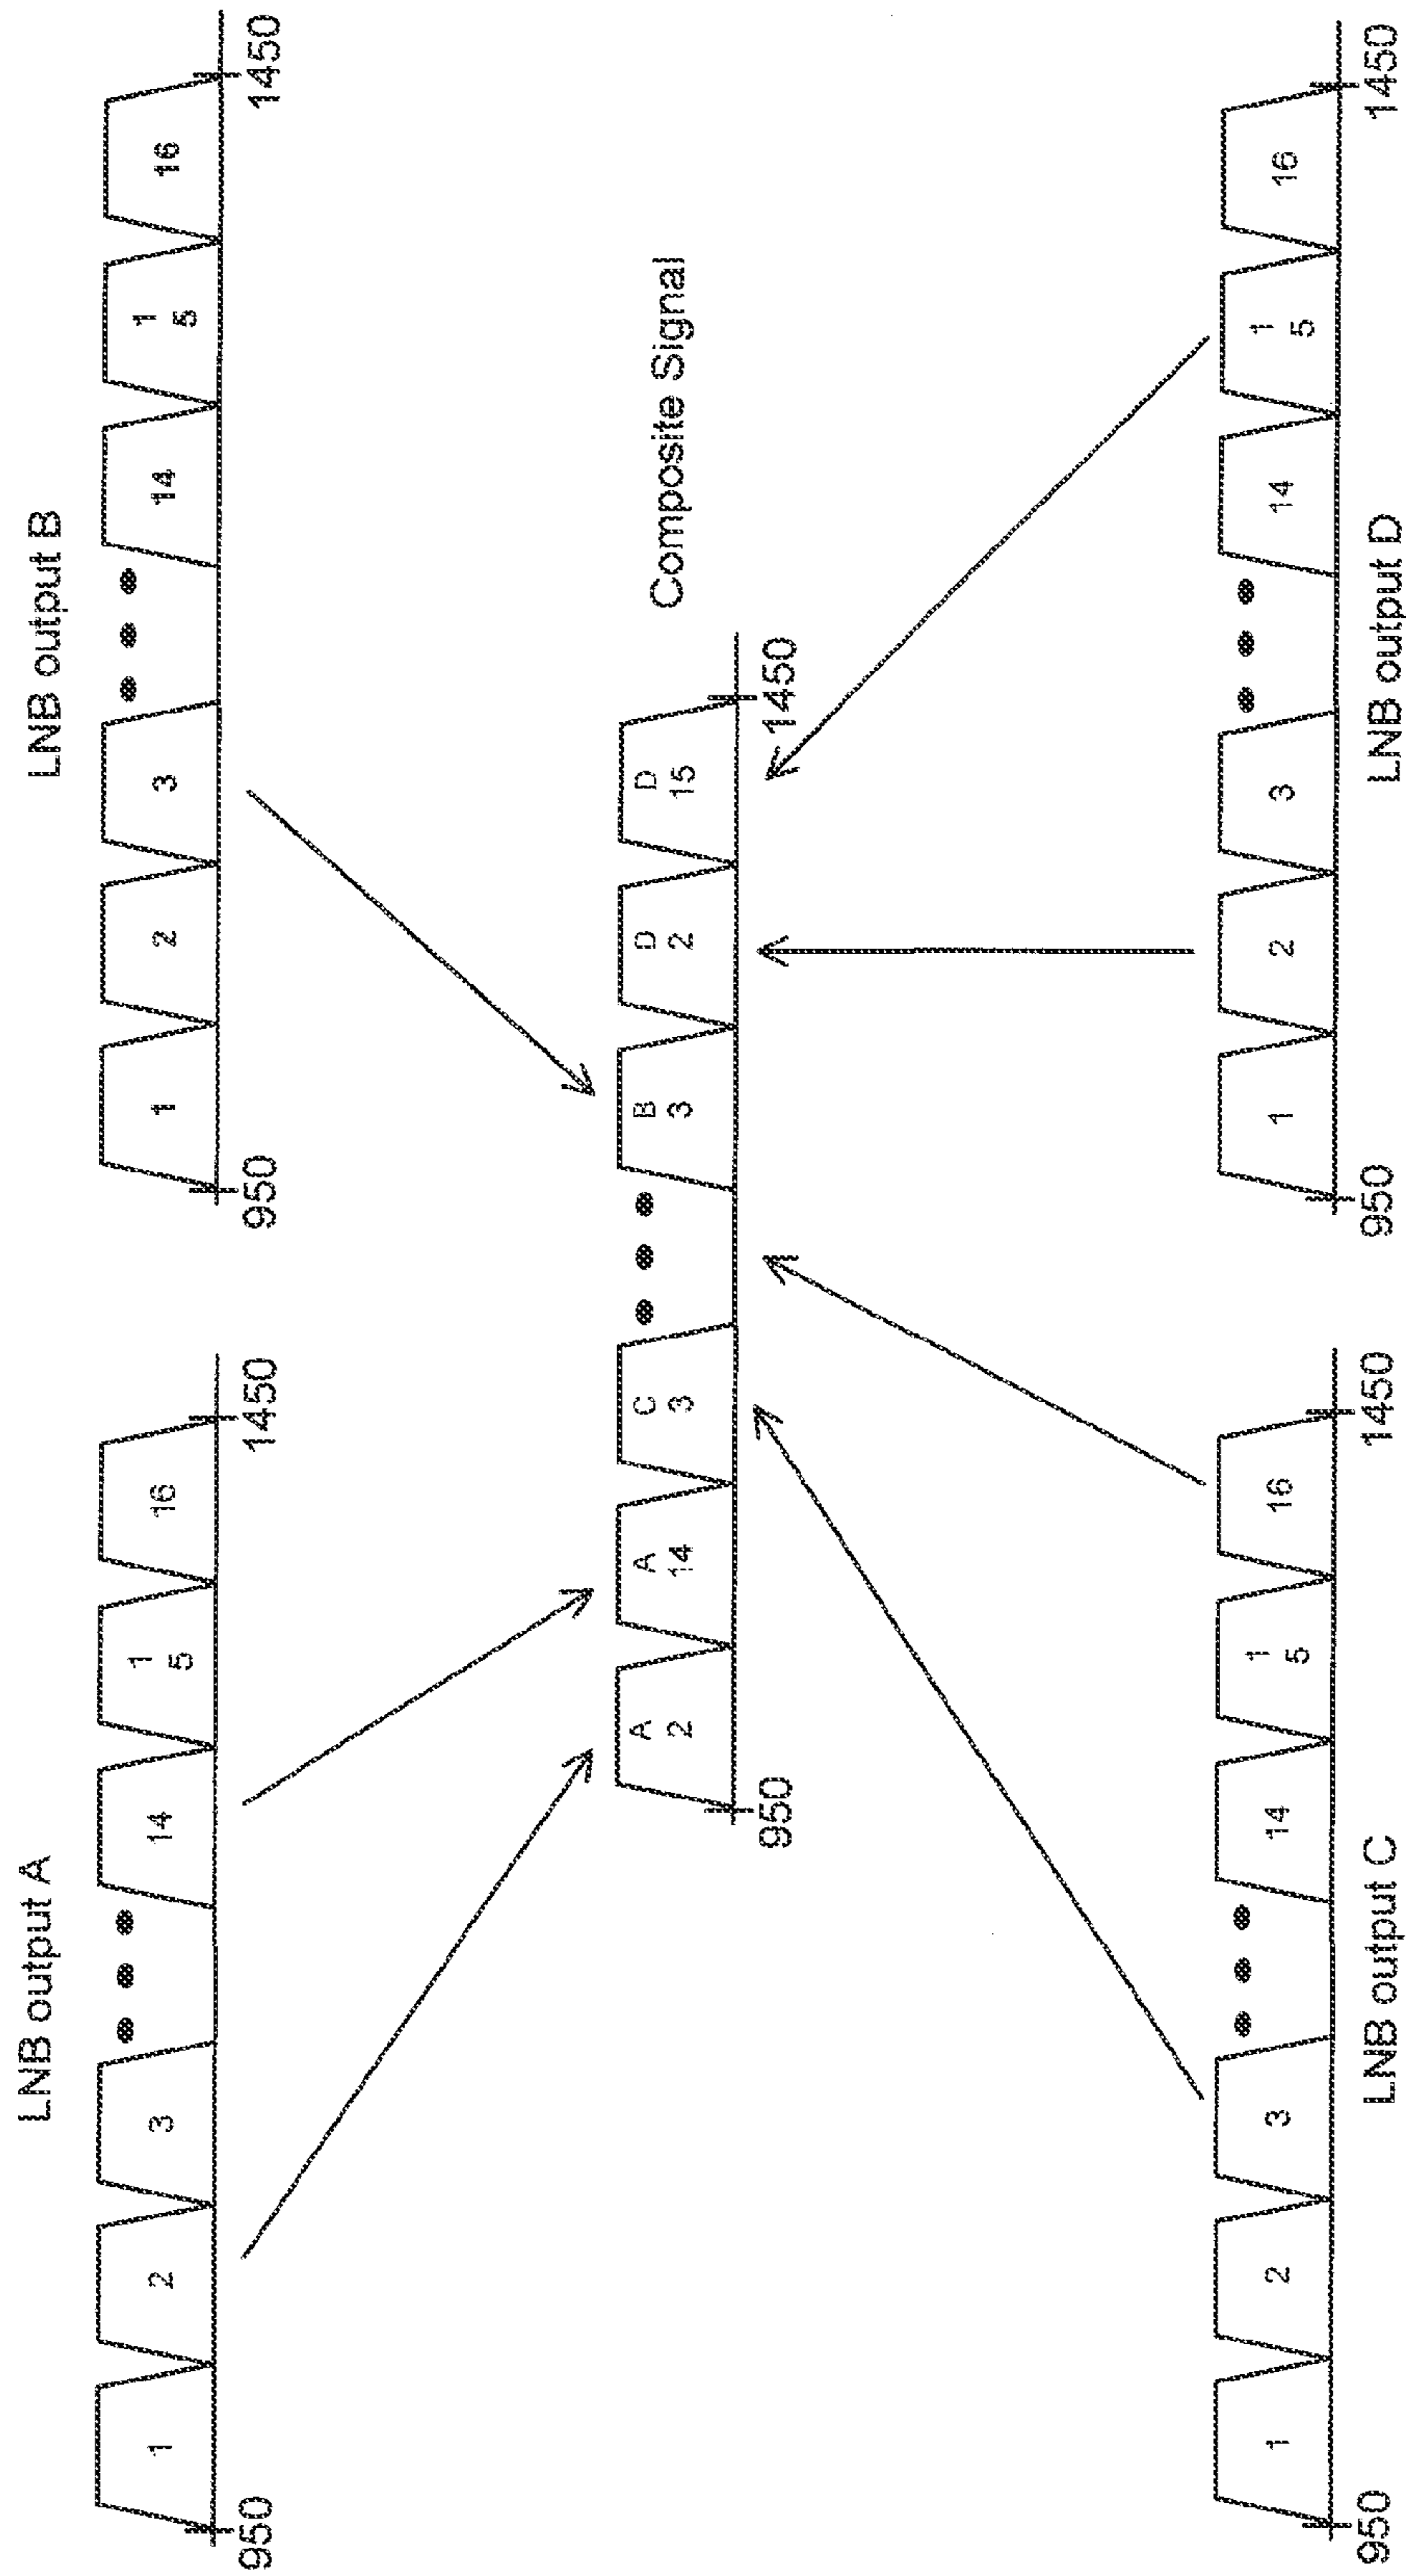 LNB output A
1 2 3 14 1 5 16
950 1450
LNB output B
1 2 3 14 1 5 16
950 1450
A 2
A 14
C 3
B 3
D 2
D 15
950 1450
Composite Signal
1 2 3 14 1 5 16
950 1450
LNB output C
1 2 3 14 1 5 16
950 1450
LNB output D